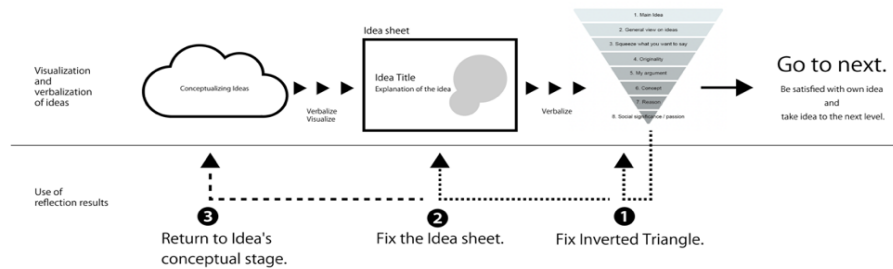 Visualization
and
verbalization
of ideas
Conceptualizing Ideas
Verbalize
Visualize
Idea sheet
Idea Title
Explanation of the idea
Verbalize
1. Main Idea
2. General view on ideas
3. Squeeze what you want to say
4. Originality
5. My argument
6. Concept
7. Reason
8. Social significance / passion
Go to next.
Be satisfied with own idea
and
take idea to the next level.
Use of
reflection results
3
Return to Idea's
conceptual stage.
2
Fix the Idea sheet.
1
Fix Inverted Triangle.